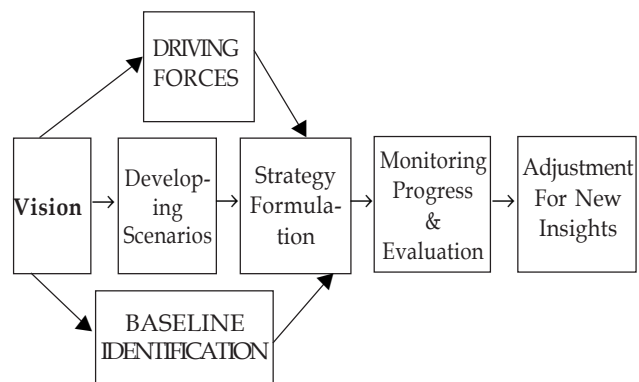 DRIVING
FORCES
Vision
Develop-
ing
Scenarios
Strategy
Formula-
tion
Monitoring
Progress
&
Evaluation
Adjustment
For New
Insights
BASELINE
IDENTIFICATION